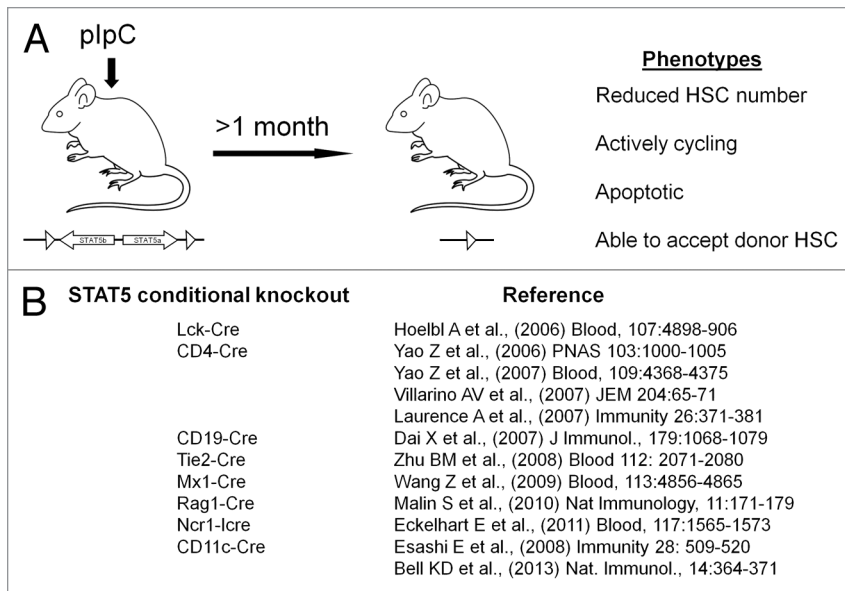 A
pIpC
>1 month
STAT5b STAT5a
Phenotypes
Reduced HSC number
Actively cycling
Apoptotic
Able to accept donor HSC
B
STAT5 conditional knockout Reference
Lck-Cre Hoelbl A et al., (2006) Blood, 107:4898-906
CD4-Cre Yao Z et al., (2006) PNAS 103:1000-1005
Yao Z et al., (2007) Blood, 109:4368-4375
Villarino AV et al., (2007) JEM 204:65-71
Laurence A et al., (2007) Immunity 26:371-381
CD19-Cre Dai X et al., (2007) J Immunol., 179:1068-1079
Tie2-Cre Zhu BM et al., (2008) Blood 112: 2071-2080
Mx1-Cre Wang Z et al., (2009) Blood, 113:4856-4865
Rag1-Cre Malin S et al., (2010) Nat Immunology, 11:171-179
Ncr1-Icre Eckelhart E et al., (2011) Blood, 117:1565-1573
CD11c-Cre Esashi E et al., (2008) Immunity 28: 509-520
Bell KD et al., (2013) Nat. Immunol., 14:364-371